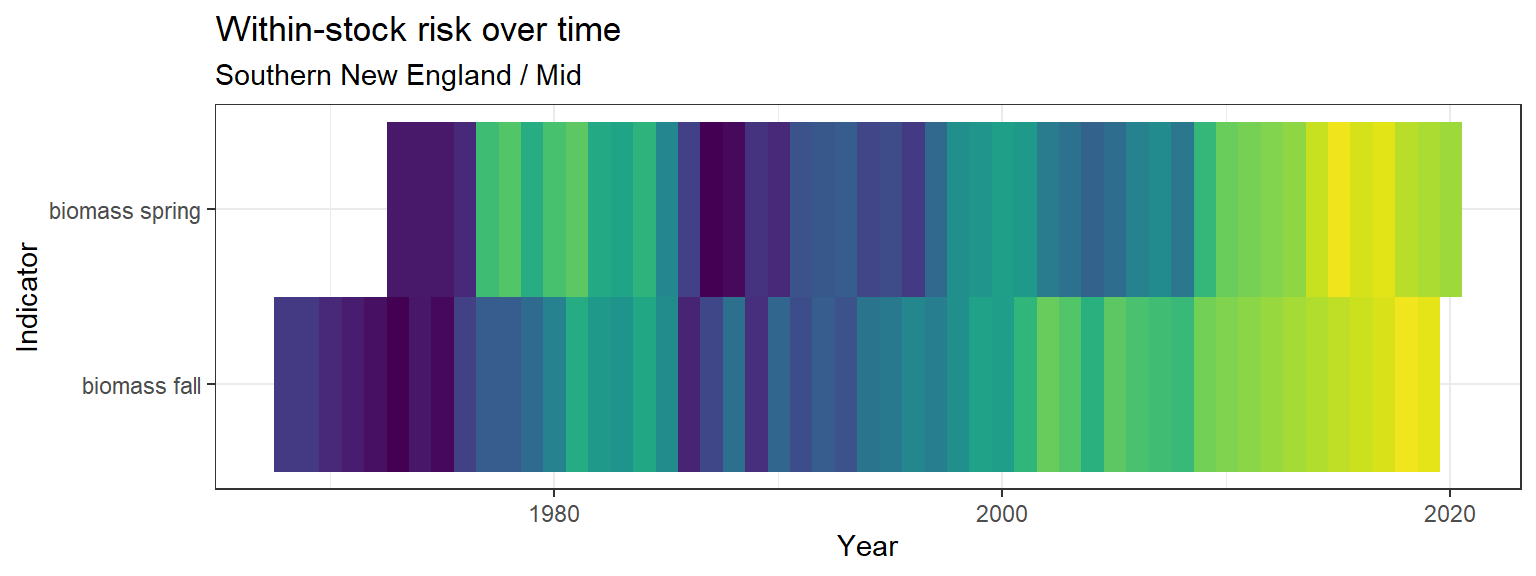 Within-stock risk over time
Southern New England / Mid
Indicator
biomass spring
biomass fall
1980
2000
2020
Year